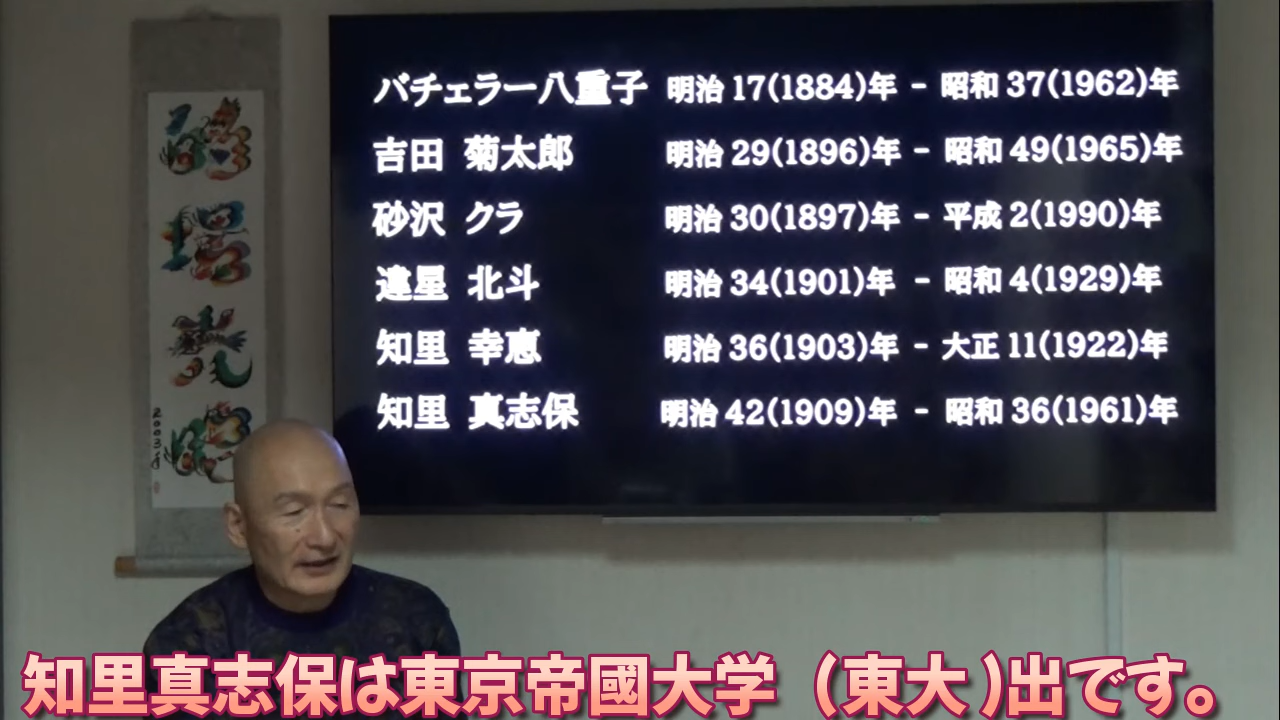 バチェラー八重子 明治17(1884)年 - 昭和37(1962)年
吉田 菊太郎 明治29(1896)年 - 昭和49(1965)年
砂沢 クラ 明治30(1897)年 - 平成2(1990)年
違星 北斗 明治34(1901)年 - 昭和4(1929)年
知里 幸恵 明治36(1903)年 - 大正11(1922)年
知里 真志保 明治42(1909)年 - 昭和36(1961)年
知里真志保は東京帝國大学（東大)出です。